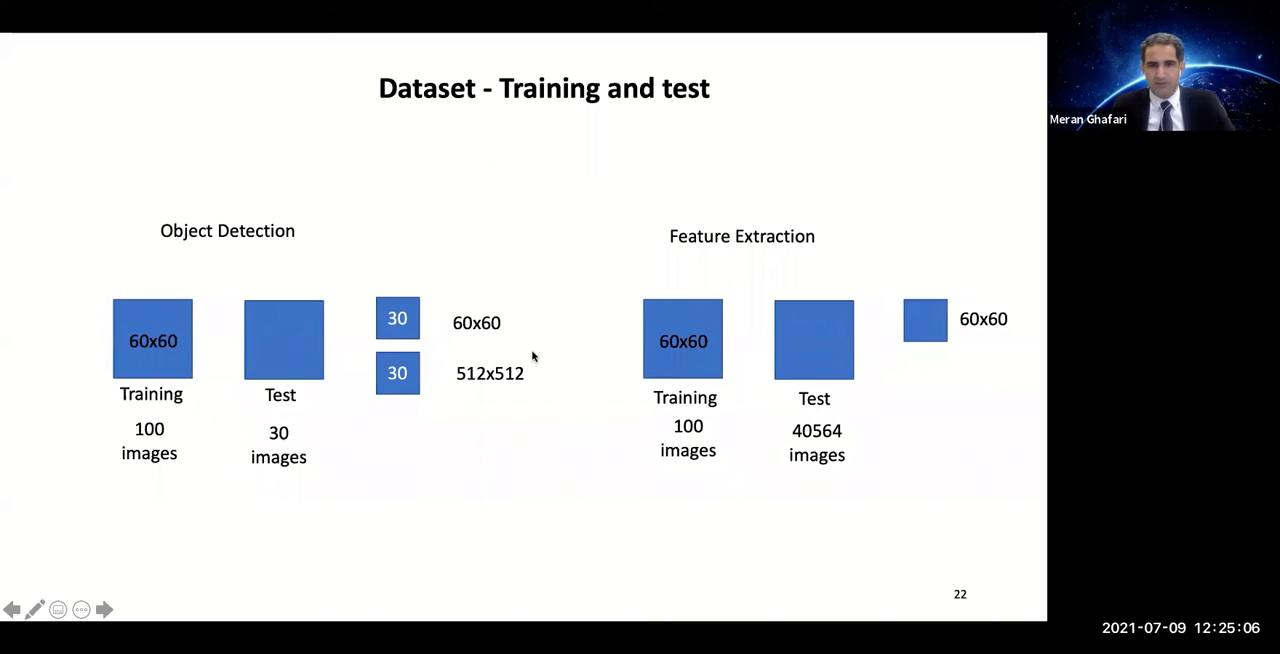 Dataset - Training and test
Meran Ghafari
Object Detection
Feature Extraction
60x60
30
60x60
30
512x512
60x60
60x60
Training
Test
Training
Test
100
images
30
images
100
images
40564
images
22
2021-07-09 12:25:06